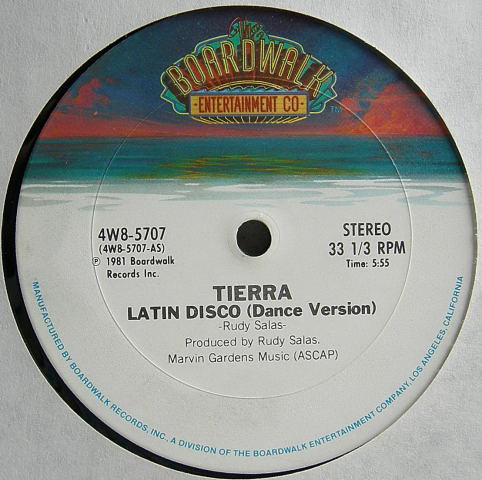 The
BOARDWALK
ENTERTAINMENT CO
TM
4W8-5707
(4W8-5707-AS)
℗ 1981 Boardwalk
Records Inc.
STEREO
33 1/3 RPM
Time: 5:55
TIERRA
LATIN DISCO (Dance Version)
-Rudy Salas-
Produced by Rudy Salas.
Marvin Gardens Music (ASCAP)
MANUFACTURED BY BOARDWALK RECORDS, INC., A DIVISION OF THE BOARDWALK ENTERTAINMENT COMPANY, LOS ANGELES, CALIFORNIA